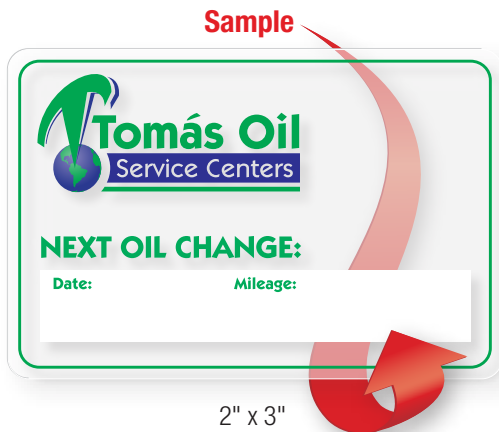 Sample
Tomás Oil
Service Centers
NEXT OIL CHANGE:
Date: Mileage:
2" x 3"